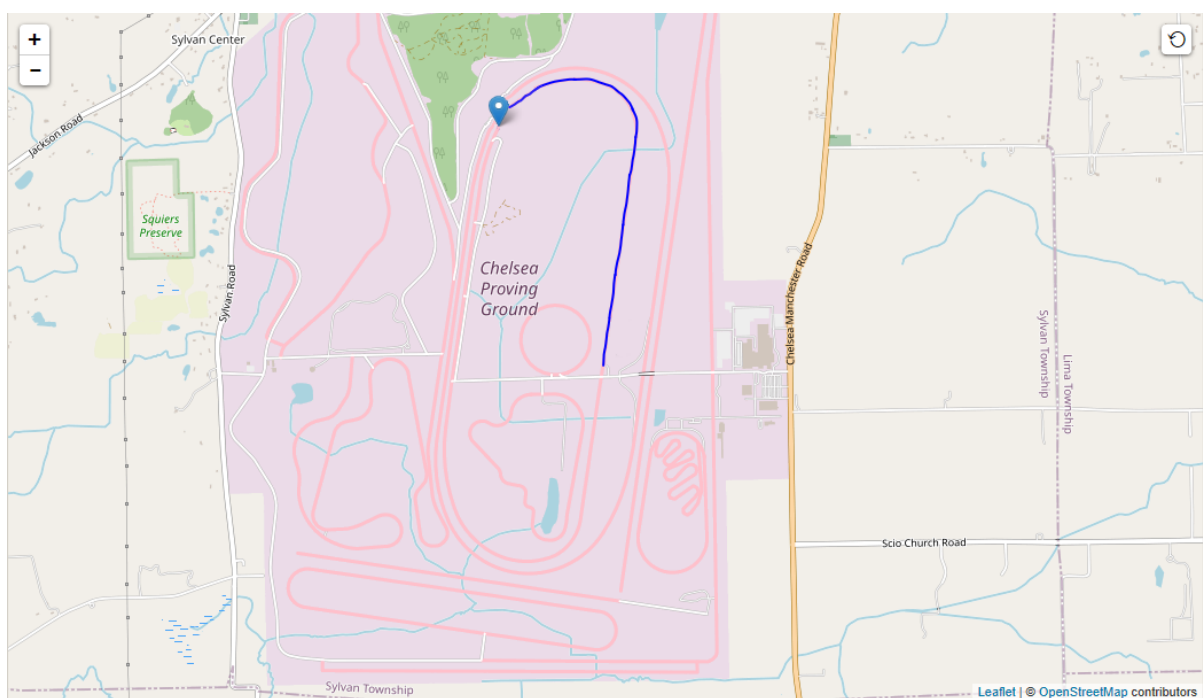 +
−
Sylvan Center
Jackson Road
Squiers
Preserve
Sylvan Road
Chelsea
Proving
Ground
Chelsea Manchester Road
Sylvan Township
Lima Township
Scio Church Road
Sylvan Township
Leaflet | © OpenStreetMap contributors